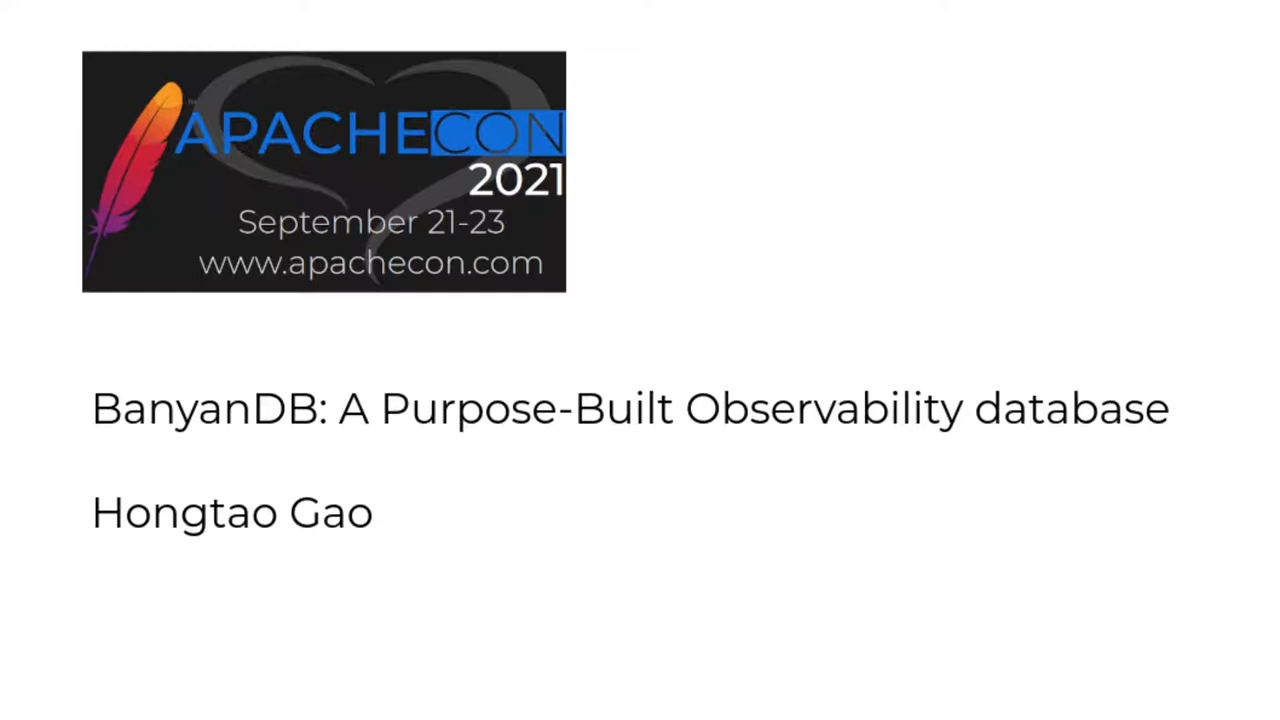 APACHECON
2021
September 21-23
www.apachecon.com
BanyanDB: A Purpose-Built Observability database
Hongtao Gao